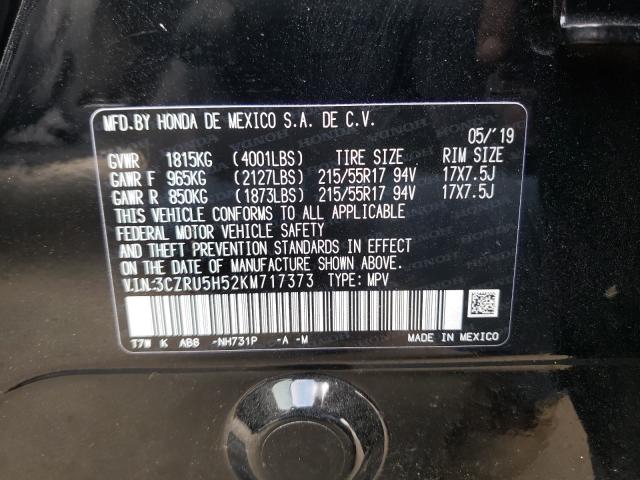 MFD.BY HONDA DE MEXICO S.A. DE C.V.
05/'19
GVWR 1815KG (4001LBS) TIRE SIZE RIM SIZE
GAWR F 965KG (2127LBS) 215/55R17 94V 17X7.5J
GAWR R 850KG (1873LBS) 215/55R17 94V 17X7.5J
THIS VEHICLE CONFORMS TO ALL APPLICABLE
FEDERAL MOTOR VEHICLE SAFETY
AND THEFT PREVENTION STANDARDS IN EFFECT
ON THE DATE OF MANUFACTURE SHOWN ABOVE.
V.I.N:3CZRU5H52KM717373 TYPE: MPV
T7W K AB6 -NH731P -A -M MADE IN MEXICO